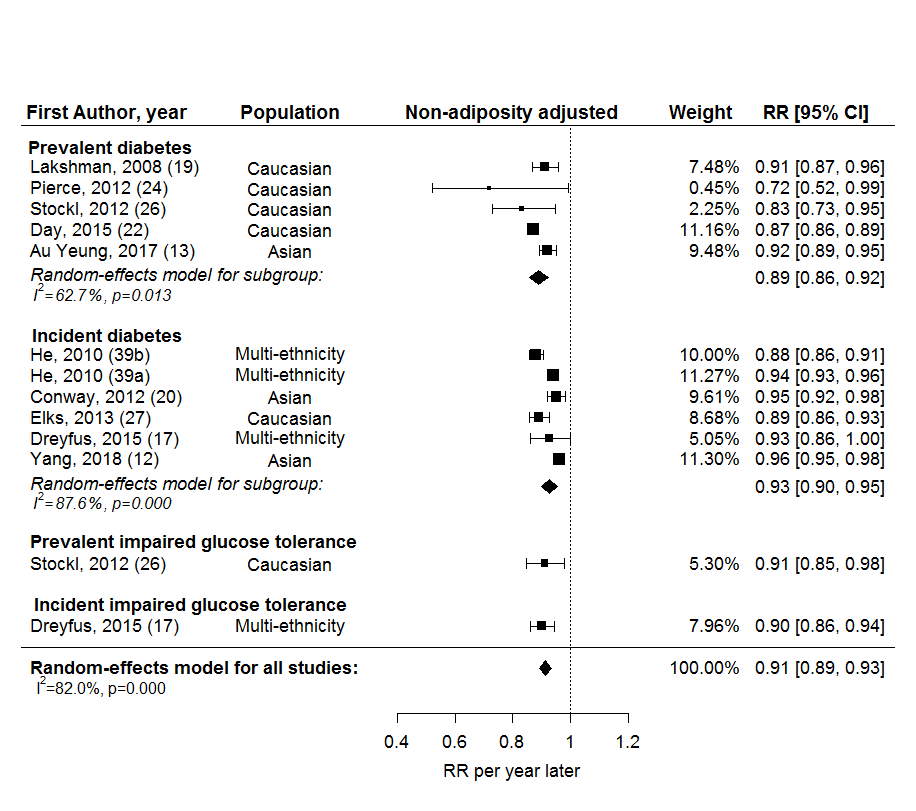 First Author, year Population Non-adiposity adjusted Weight RR [95% CI]
Prevalent diabetes
Lakshman, 2008 (19) Caucasian 7.48% 0.91 [0.87, 0.96]
Pierce, 2012 (24) Caucasian 0.45% 0.72 [0.52, 0.99]
Stockl, 2012 (26) Caucasian 2.25% 0.83 [0.73, 0.95]
Day, 2015 (22) Caucasian 11.16% 0.87 [0.86, 0.89]
Au Yeung, 2017 (13) Asian 9.48% 0.92 [0.89, 0.95]
Random-effects model for subgroup: 0.89 [0.86, 0.92]
I²=62.7%, p=0.013
Incident diabetes
He, 2010 (39b) Multi-ethnicity 10.00% 0.88 [0.86, 0.91]
He, 2010 (39a) Multi-ethnicity 11.27% 0.94 [0.93, 0.96]
Conway, 2012 (20) Asian 9.61% 0.95 [0.92, 0.98]
Elks, 2013 (27) Caucasian 8.68% 0.89 [0.86, 0.93]
Dreyfus, 2015 (17) Multi-ethnicity 5.05% 0.93 [0.86, 1.00]
Yang, 2018 (12) Asian 11.30% 0.96 [0.95, 0.98]
Random-effects model for subgroup: 0.93 [0.90, 0.95]
I²=87.6%, p=0.000
Prevalent impaired glucose tolerance
Stockl, 2012 (26) Caucasian 5.30% 0.91 [0.85, 0.98]
Incident impaired glucose tolerance
Dreyfus, 2015 (17) Multi-ethnicity 7.96% 0.90 [0.86, 0.94]
Random-effects model for all studies: 100.00% 0.91 [0.89, 0.93]
I²=82.0%, p=0.000
0.4 0.6 0.8 1 1.2
RR per year later